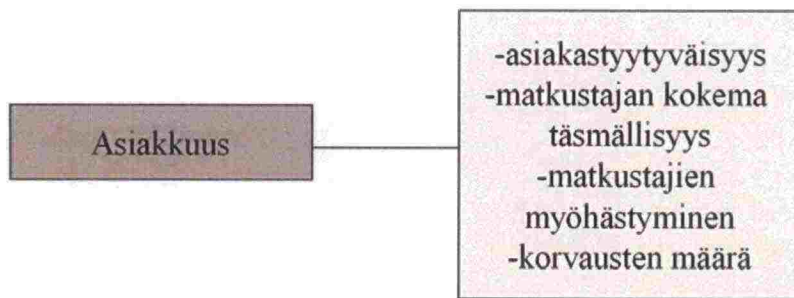 Asiakkuus
-asiakastyytyväisyys
-matkustajan kokema
täsmällisyys
-matkustajien
myöhästyminen
-korvausten määrä